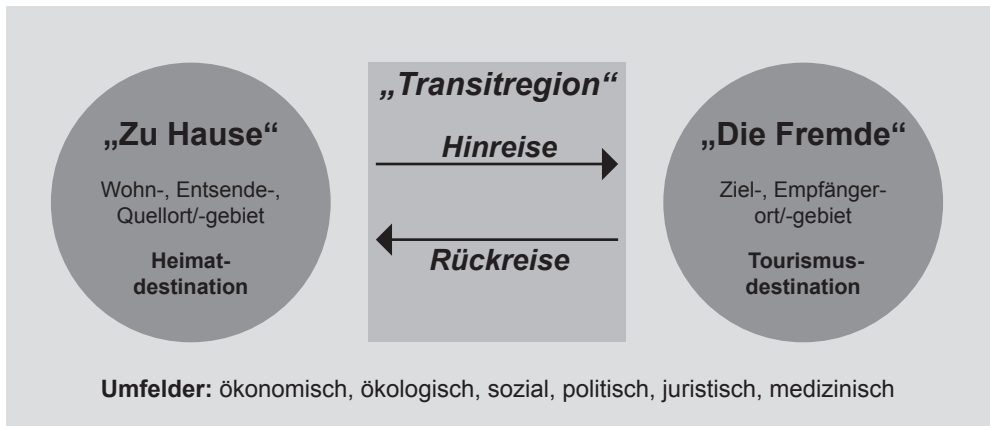 „Zu Hause“
Wohn-, Entsende-,
Quellort/-gebiet
Heimat-
destination
„Transitregion“
Hinreise
Rückreise
„Die Fremde“
Ziel-, Empfänger-
ort/-gebiet
Tourismus-
destination
Umfelder: ökonomisch, ökologisch, sozial, politisch, juristisch, medizinisch